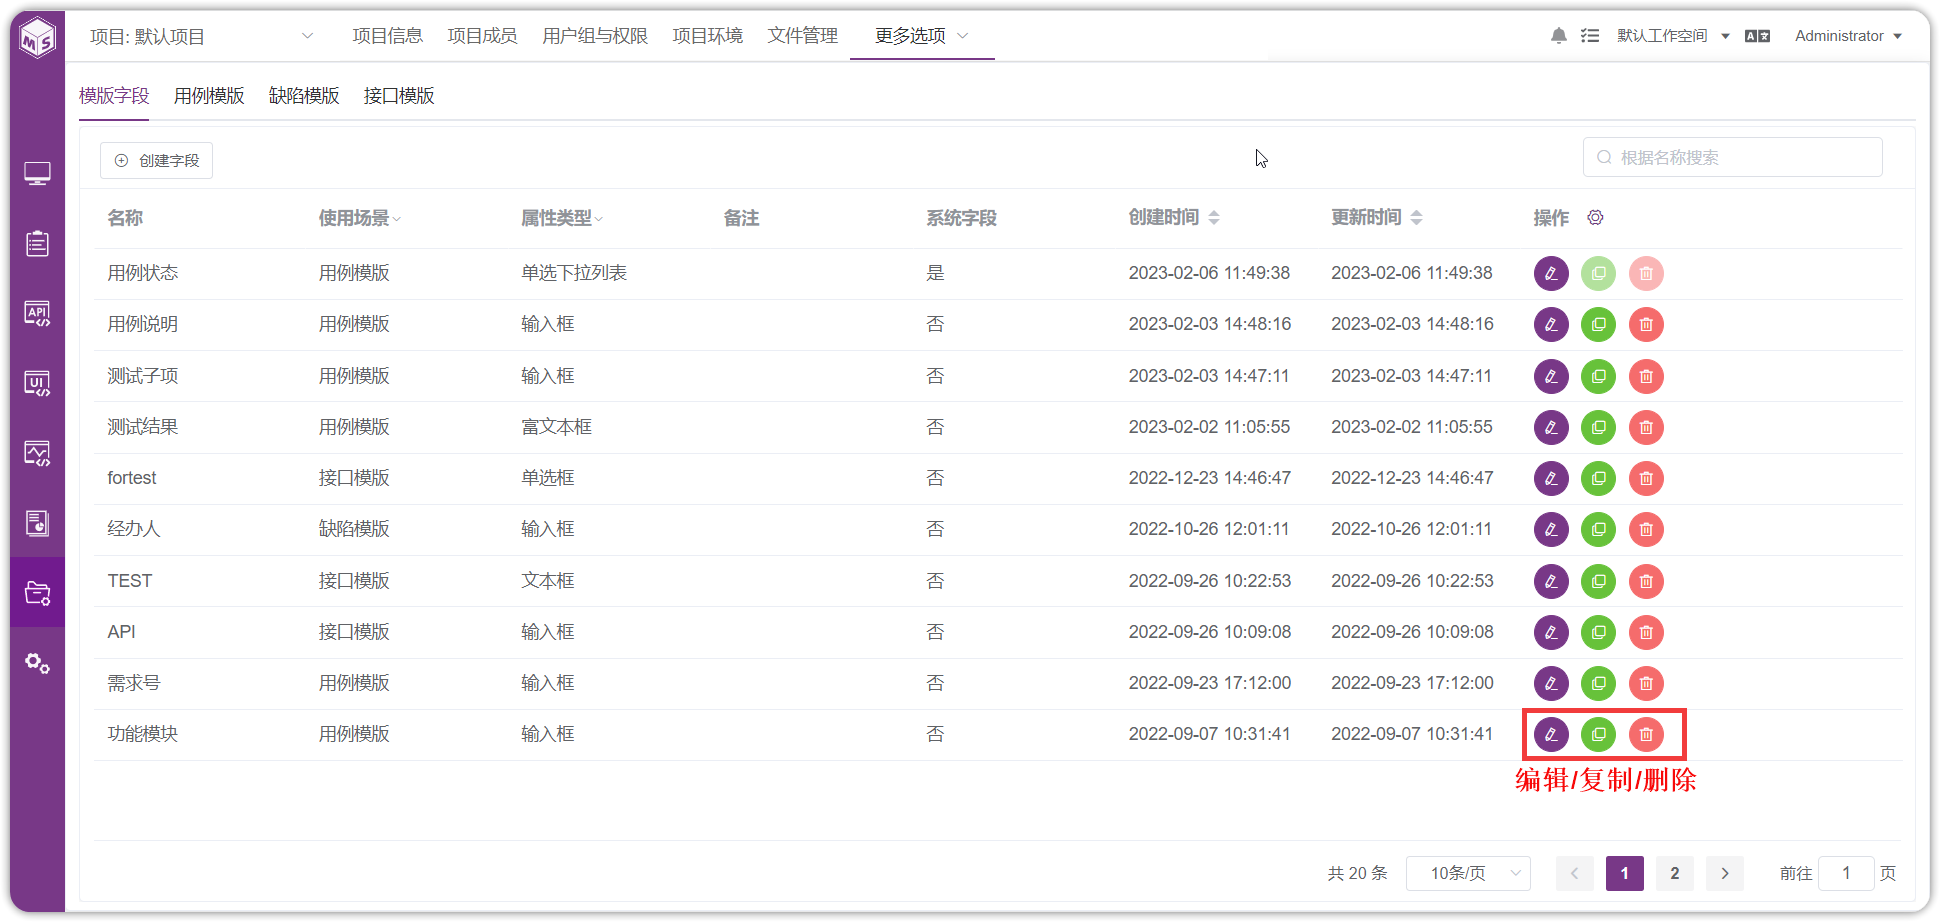 MS
项目: 默认项目
项目信息 项目成员 用户组与权限 项目环境 文件管理 更多选项
默认工作空间 A文 Administrator
模版字段 用例模版 缺陷模版 接口模版
创建字段 根据名称搜索
名称 使用场景 属性类型 备注 系统字段 创建时间 更新时间 操作
用例状态 用例模版 单选下拉列表 是 2023-02-06 11:49:38 2023-02-06 11:49:38
用例说明 用例模版 输入框 否 2023-02-03 14:48:16 2023-02-03 14:48:16
测试子项 用例模版 输入框 否 2023-02-03 14:47:11 2023-02-03 14:47:11
测试结果 用例模版 富文本框 否 2023-02-02 11:05:55 2023-02-02 11:05:55
fortest 接口模版 单选框 否 2022-12-23 14:46:47 2022-12-23 14:46:47
经办人 缺陷模版 输入框 否 2022-10-26 12:01:11 2022-10-26 12:01:11
TEST 接口模版 文本框 否 2022-09-26 10:22:53 2022-09-26 10:22:53
API 接口模版 输入框 否 2022-09-26 10:09:08 2022-09-26 10:09:08
需求号 用例模版 输入框 否 2022-09-23 17:12:00 2022-09-23 17:12:00
功能模块 用例模版 输入框 否 2022-09-07 10:31:41 2022-09-07 10:31:41
编辑/复制/删除
共 20 条 10条/页 1 2 前往 1 页
API
UI